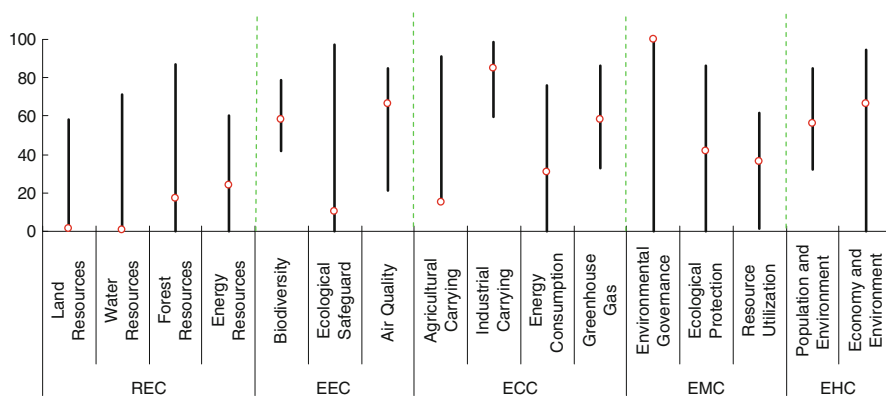 100
80
60
40
20
0
Land
Resources
Water
Resources
Forest
Resources
Energy
Resources
Biodiversity
Ecological
Safeguard
Air Quality
Agricultural
Carrying
Industrial
Carrying
Energy
Consumption
Greenhouse
Gas
Environmental
Governance
Ecological
Protection
Resource
Utilization
Population and
Environment
Economy and
Environment
REC
EEC
ECC
EMC
EHC